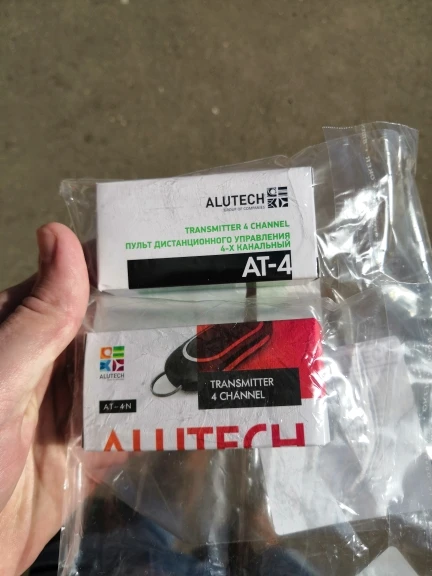 ALUTECH
GROUP OF COMPANIES
TRANSMITTER 4 CHANNEL
ПУЛЬТ ДИСТАНЦИОННОГО УПРАВЛЕНИЯ
4-Х КАНАЛЬНЫЙ
AT-4
ALUTECH
AT-4N
TRANSMITTER
4 CHANNEL
ALUTECH